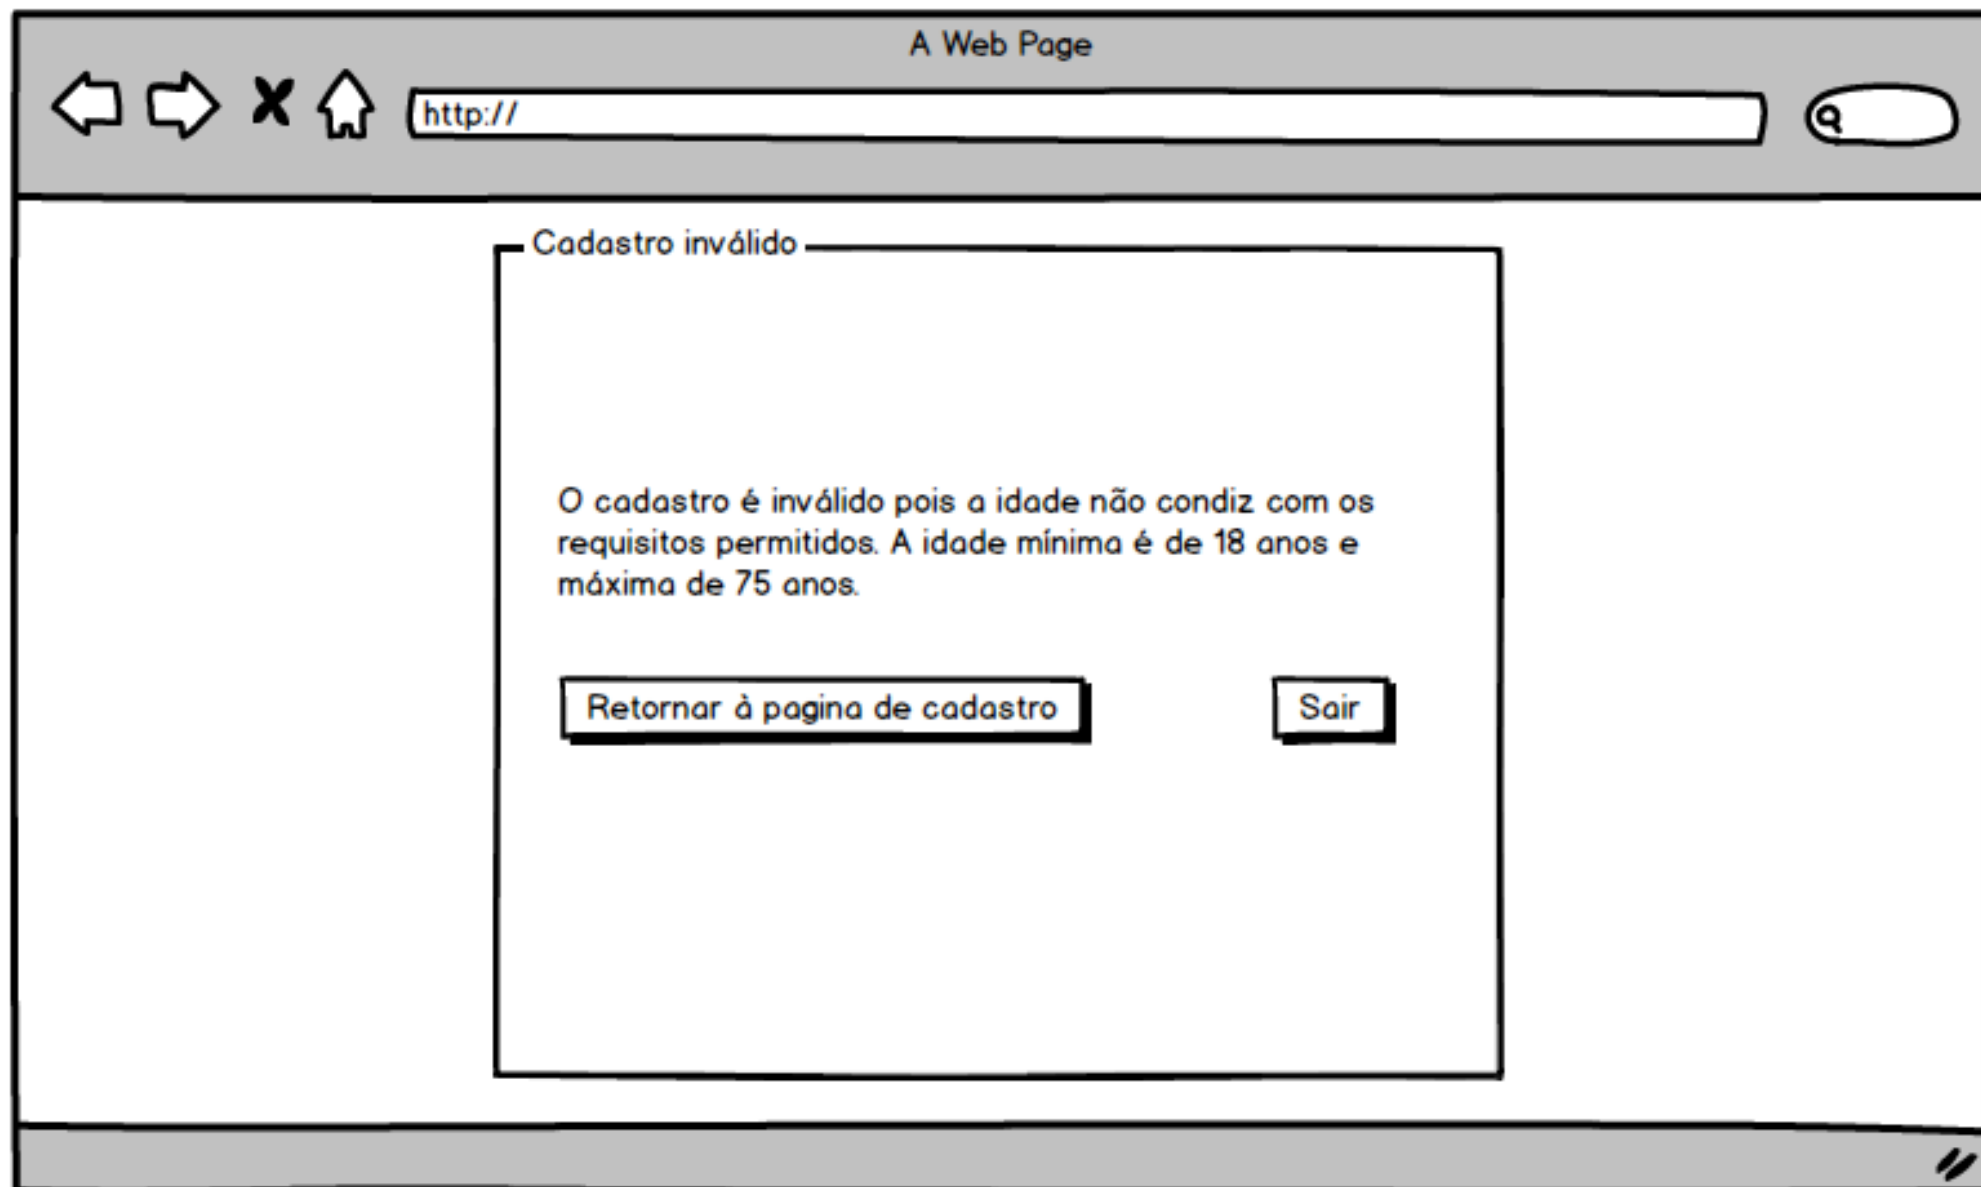 A Web Page
http://
Cadastro inválido
O cadastro é inválido pois a idade não condiz com os
requisitos permitidos. A idade mínima é de 18 anos e
máxima de 75 anos.
Retornar à pagina de cadastro
Sair